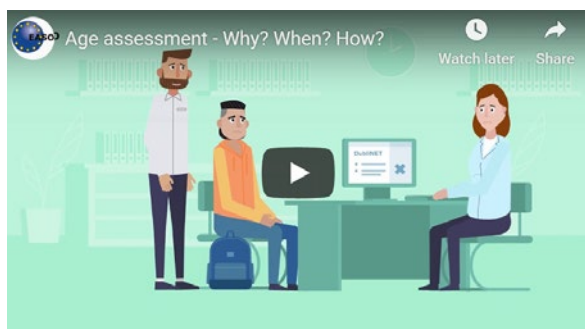 EASO
Age assessment - Why? When? How?
Watch later
Share
DubliNET